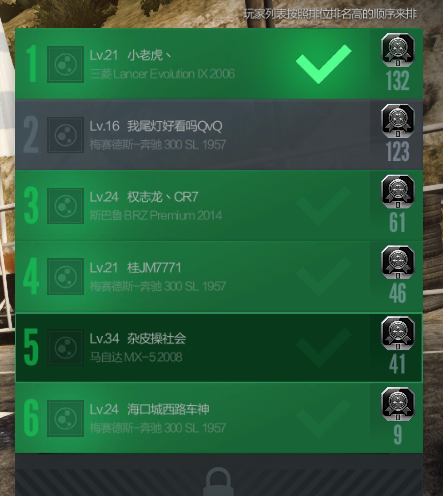 玩家列表按照排位排名高的顺序来排
1 Lv.21 小老虎丶 132
三菱 Lancer Evolution IX 2006
2 Lv.16 我尾灯好看吗QvQ 123
梅赛德斯-奔驰 300 SL 1957
3 Lv.24 权志龙丶CR7 61
斯巴鲁 BRZ Premium 2014
4 Lv.21 桂JM7771 46
梅赛德斯-奔驰 300 SL 1957
5 Lv.34 杂皮操社会 41
马自达 MX-5 2008
6 Lv.24 海口城西路车神 9
梅赛德斯-奔驰 300 SL 1957